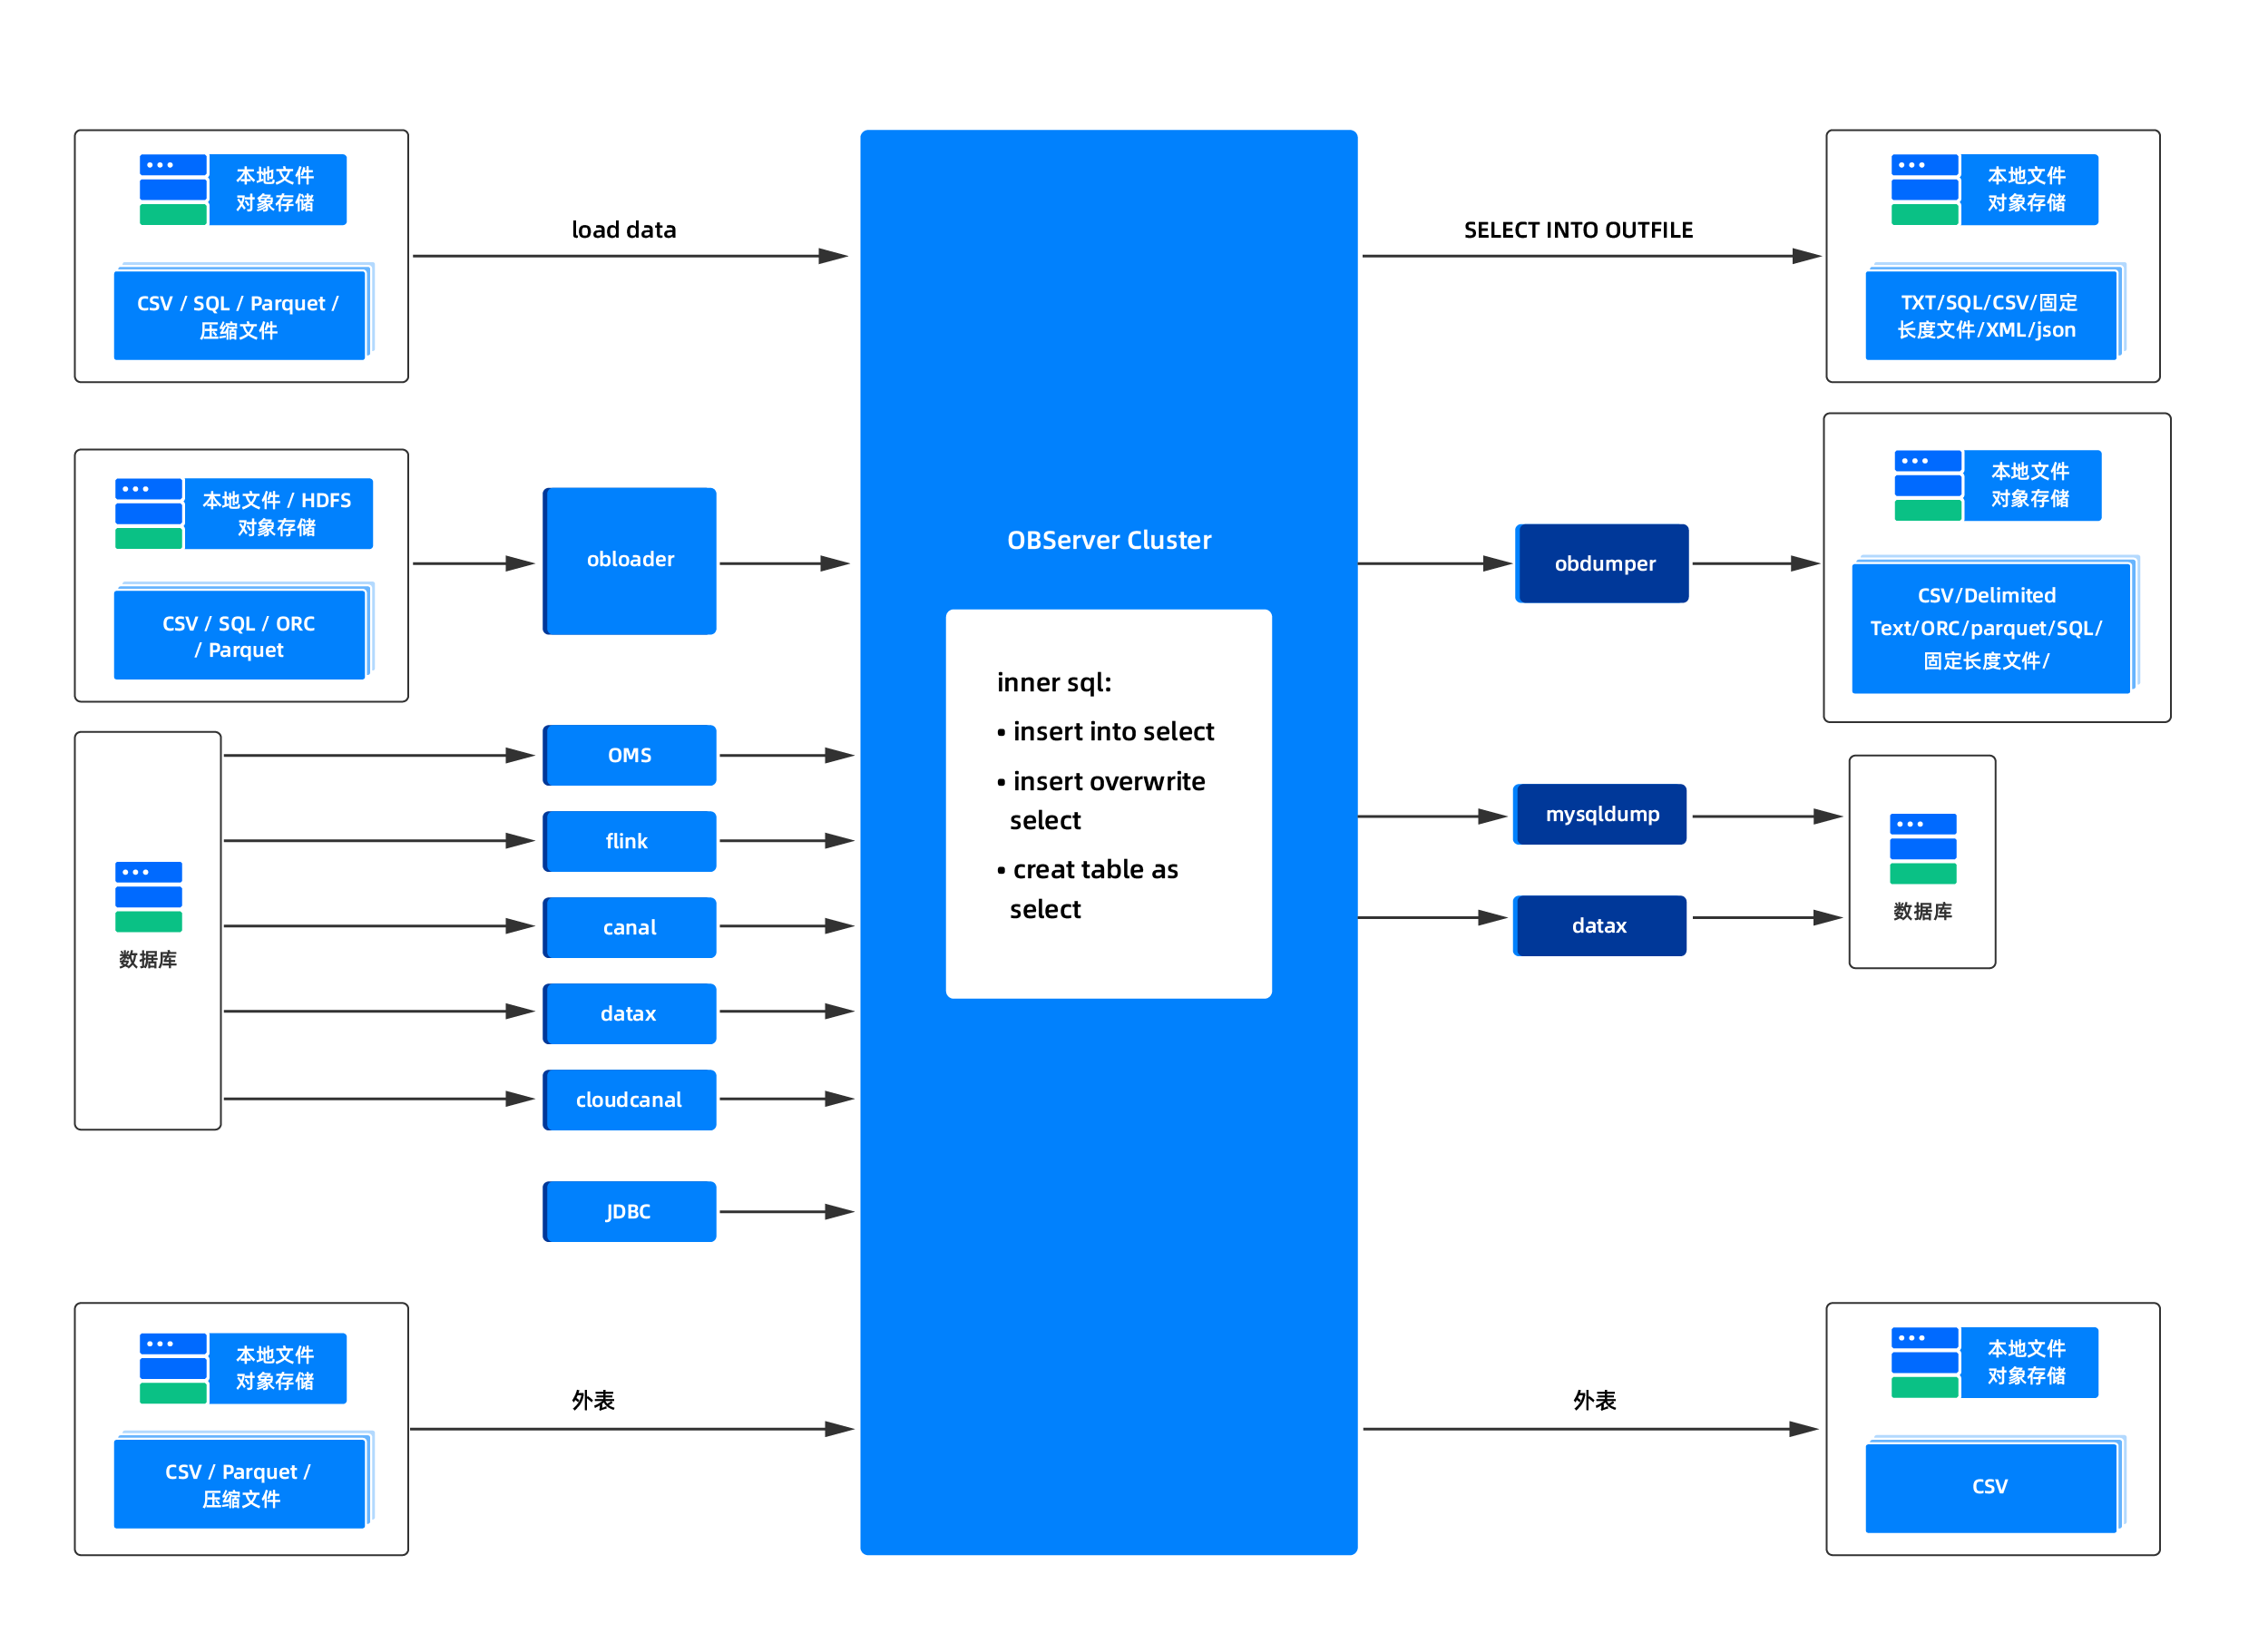 本地文件
对象存储
CSV / SQL / Parquet /
压缩文件
load data
本地文件 / HDFS
对象存储
CSV / SQL / ORC
/ Parquet
obloader
数据库
OMS
flink
canal
datax
cloudcanal
JDBC
本地文件
对象存储
CSV / Parquet /
压缩文件
外表
OBServer Cluster
inner sql:
• insert into select
• insert overwrite
select
• creat table as
select
SELECT INTO OUTFILE
本地文件
对象存储
TXT/SQL/CSV/固定
长度文件/XML/json
obdumper
本地文件
对象存储
CSV/Delimited
Text/ORC/parquet/SQL/
固定长度文件/
mysqldump
datax
数据库
外表
本地文件
对象存储
CSV